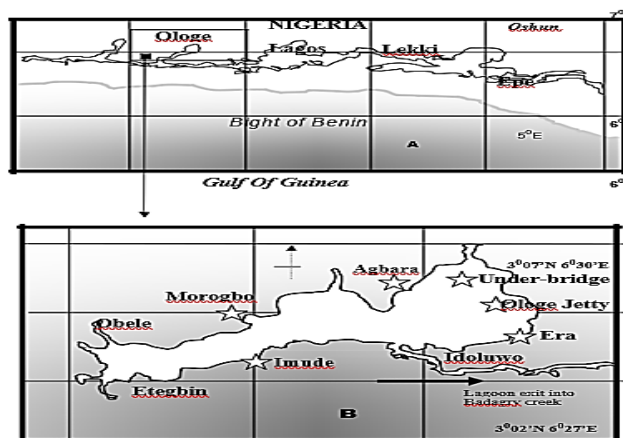 NIGERIA
7°
Ologe
Lagos
Lekki
Oshun
Epe
6°
Bight of Benin
5°E
A
Gulf Of Guinea
6°
Agbara
3°07'N 6°30'E
Under-bridge
Morogbo
Ologe Jetty
Obele
Era
Imude
Idoluwo
Etegbin
Lagoon exit into
Badagry creek
B
3°02'N 6°27'E